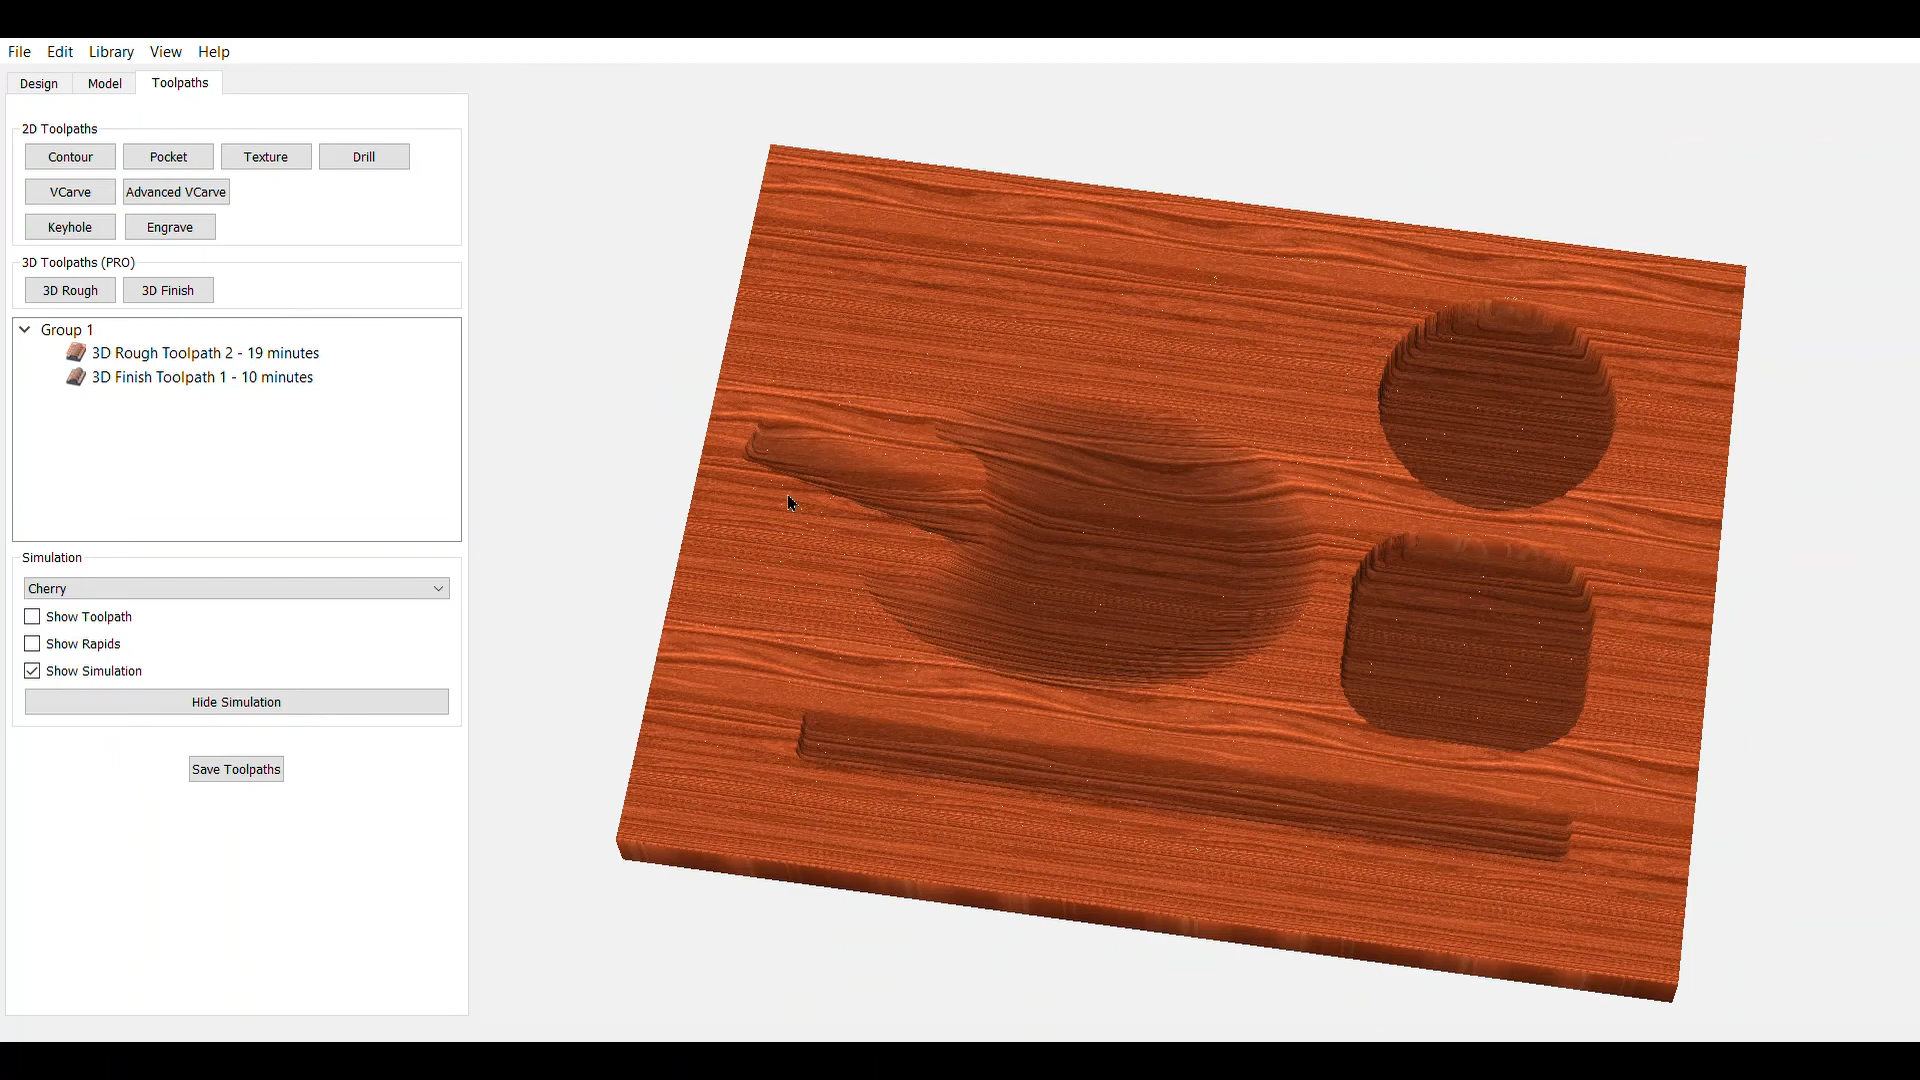 File Edit Library View Help
Design Model Toolpaths
2D Toolpaths
Contour Pocket Texture Drill
VCarve Advanced VCarve
Keyhole Engrave
3D Toolpaths (PRO)
3D Rough 3D Finish
Group 1
3D Rough Toolpath 2 - 19 minutes
3D Finish Toolpath 1 - 10 minutes
Simulation
Cherry
Show Toolpath
Show Rapids
Show Simulation
Hide Simulation
Save Toolpaths